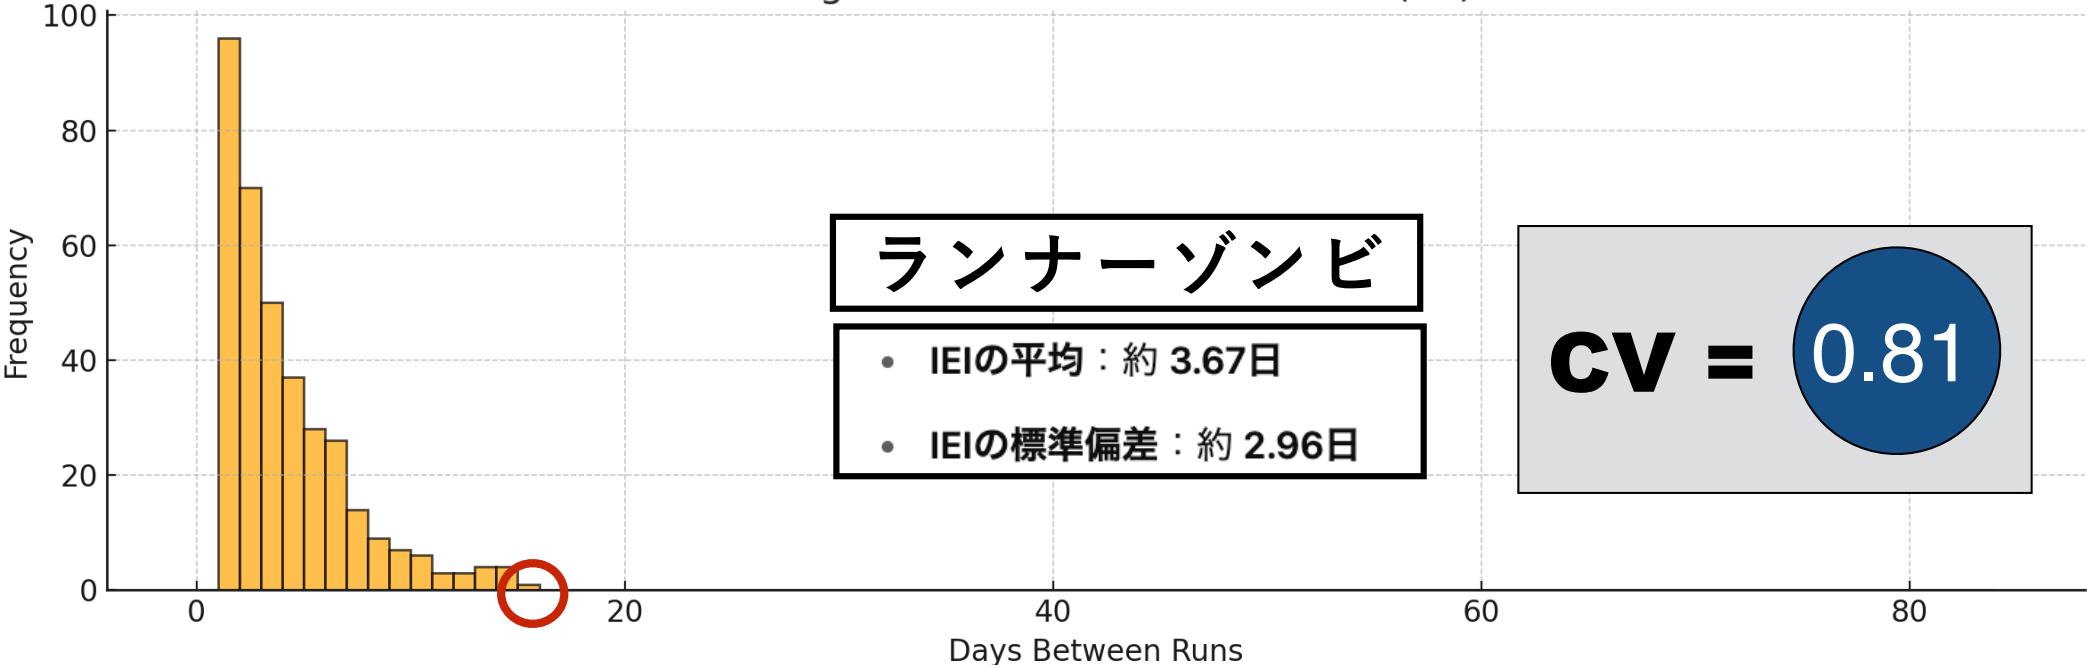 100
80
60
40
20
0
Frequency
ランナーゾンビ
• IEIの平均：約 3.67日
• IEIの標準偏差：約 2.96日
CV = 0.81
0 20 40 60 80
Days Between Runs